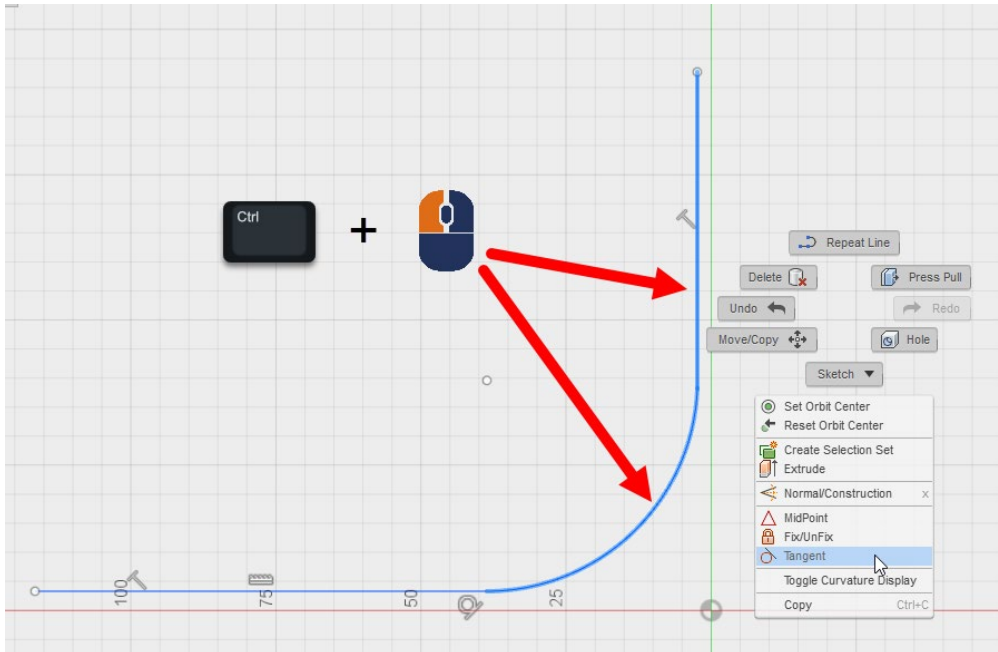 Ctrl
+
Repeat Line
Delete
Press Pull
Undo
Redo
Move/Copy
Hole
Sketch
Set Orbit Center
Reset Orbit Center
Create Selection Set
Extrude
Normal/Construction x
MidPoint
Fix/UnFix
Tangent
Toggle Curvature Display
Copy Ctrl+C
100
75
50
25